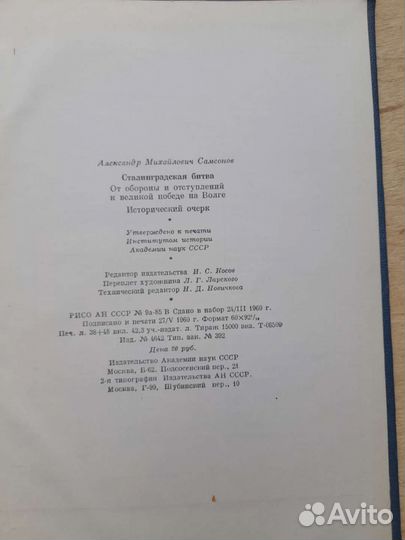 Александр Михайлович Самсонов
Сталинградская битва
От обороны и отступлений
к великой победе на Волге
Исторический очерк
*
Утверждено к печати
Институтом истории
Академии наук СССР
*
Редактор издательства И. С. Косов
Переплет художника Л. Г. Ларского
Технический редактор Н. Д. Новичкова
*
РИСО АН СССР № 9а-85 В Сдано в набор 24/III 1960 г.
Подписано к печати 27/V 1960 г. Формат 60×92¹/₁₆
Печ. л. 38+48 вкл. 42,3 уч.-издат. л. Тираж 15000 экз. Т-06509
Изд. № 4642 Тип. зак. № 392
Цена 20 руб.
Издательство Академии наук СССР
Москва, Б-62. Подсосенский пер., 21
2-я типография Издательства АН СССР.
Москва, Г-99, Шубинский пер., 10
Avito